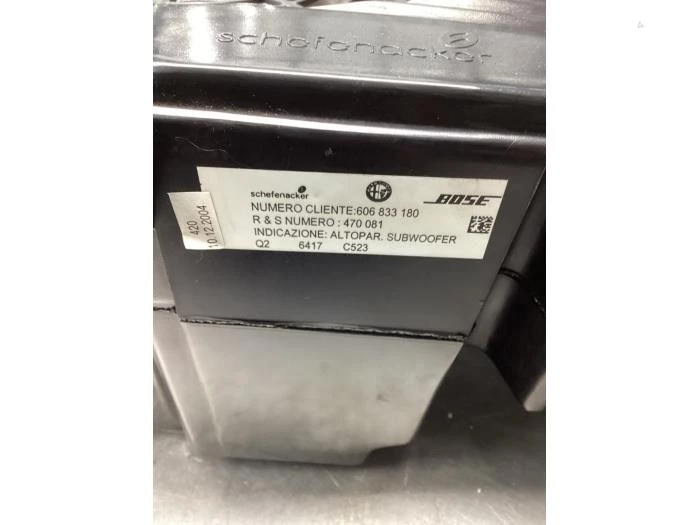 schefenacker
schefenacker
BOSE
NUMERO CLIENTE:606 833 180
R & S NUMERO : 470 081
INDICAZIONE: ALTOPAR. SUBWOOFER
Q2 6417 C523
420
10.12.2004